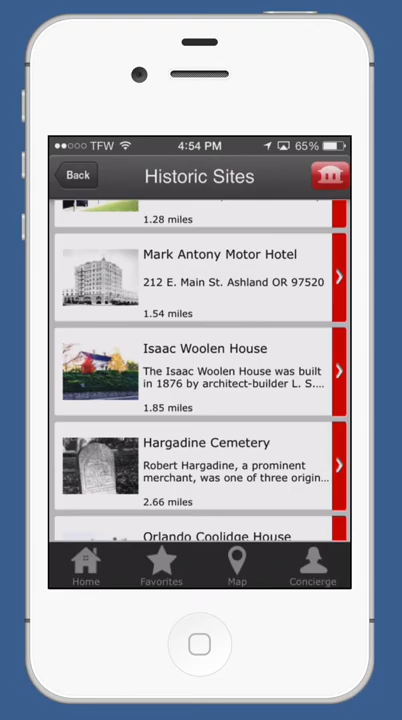 TFW 4:54 PM 65%
Back Historic Sites
1.28 miles
Mark Antony Motor Hotel
212 E. Main St. Ashland OR 97520
1.54 miles
Isaac Woolen House
The Isaac Woolen House was built
in 1876 by architect-builder L. S....
1.85 miles
Hargadine Cemetery
Robert Hargadine, a prominent
merchant, was one of three origin...
2.66 miles
Orlando Coolidge House
Home Favorites Map Concierge